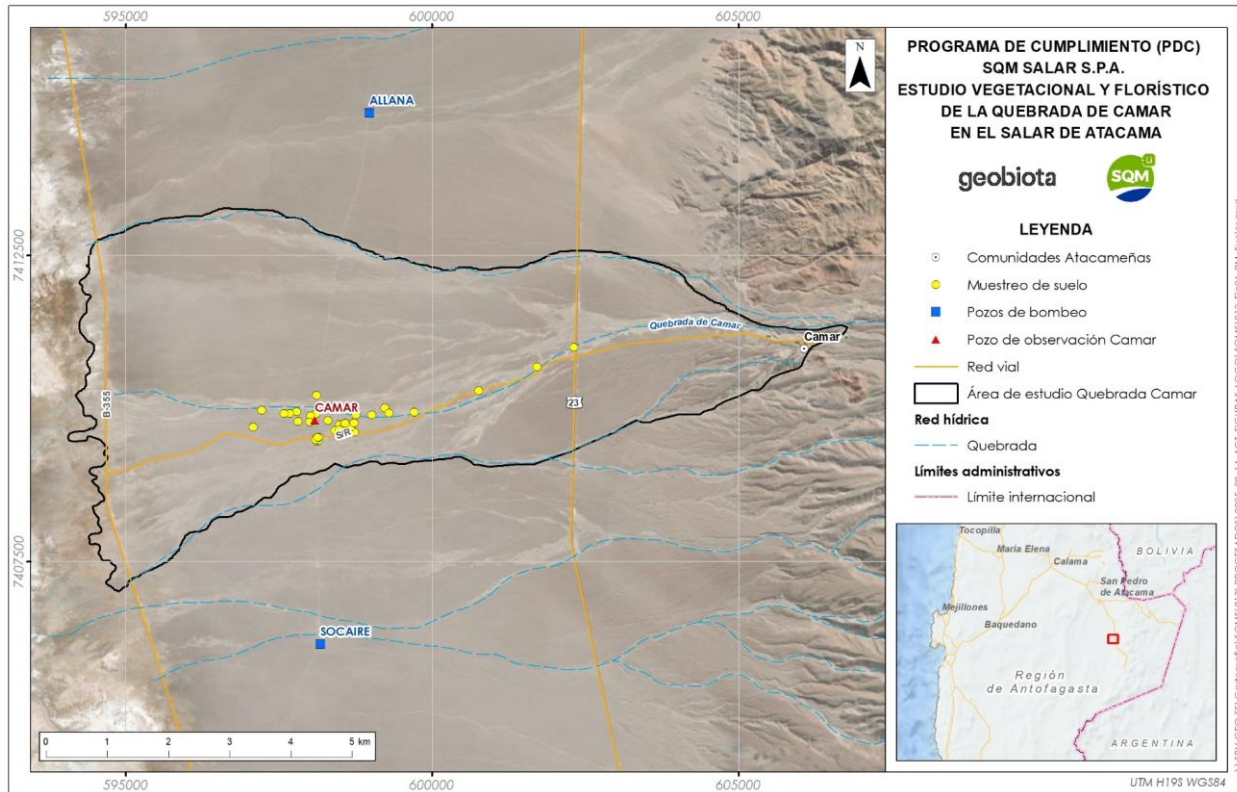 595000
600000
605000
7412500
7407500
ALLANA
Quebrada de Camar
Camar
CAMAR
S/R
B-355
23
SOCAIRE
N
0 1 2 3 4 5 km
595000
600000
605000
PROGRAMA DE CUMPLIMIENTO (PDC)
SQM SALAR S.P.A.
ESTUDIO VEGETACIONAL Y FLORÍSTICO
DE LA QUEBRADA DE CAMAR
EN EL SALAR DE ATACAMA
geobiota
Li
SQM
LEYENDA
Comunidades Atacameñas
Muestreo de suelo
Pozos de bombeo
Pozo de observación Camar
Red vial
Área de estudio Quebrada Camar
Red hídrica
Quebrada
Límites administrativos
Límite internacional
Tocopilla
Maria Elena
Calama
BOLIVIA
San Pedro
de Atacama
Mejillones
Baquedano
Región
de Antofagasta
ARGENTINA
UTM H19S WGS84